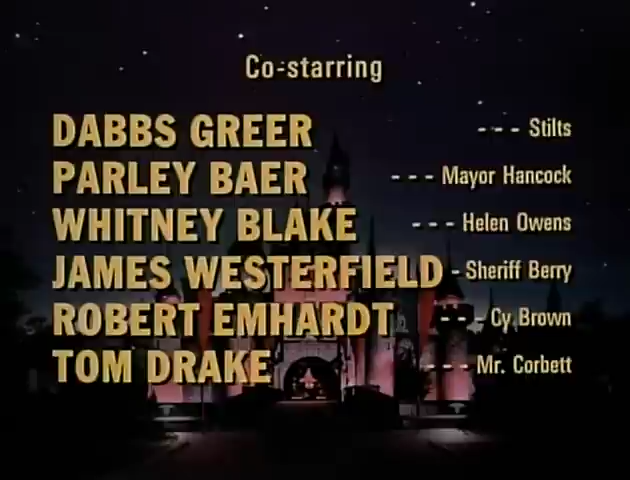 Co-starring
DABBS GREER --- Stilts
PARLEY BAER --- Mayor Hancock
WHITNEY BLAKE --- Helen Owens
JAMES WESTERFIELD - Sheriff Berry
ROBERT EMHARDT --- Cy Brown
TOM DRAKE --- Mr. Corbett